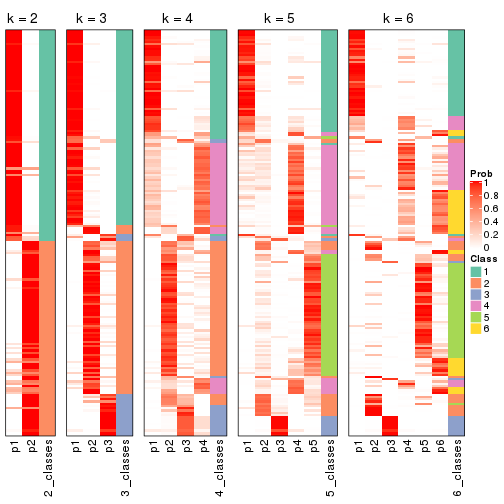 k = 2
k = 3
k = 4
k = 5
k = 6
p1
p2
2_classes
p1
p2
p3
3_classes
p1
p2
p3
p4
4_classes
p1
p2
p3
p4
p5
5_classes
p1
p2
p3
p4
p5
p6
6_classes
Prob
1
0.8
0.6
0.4
0.2
0
Class
1
2
3
4
5
6